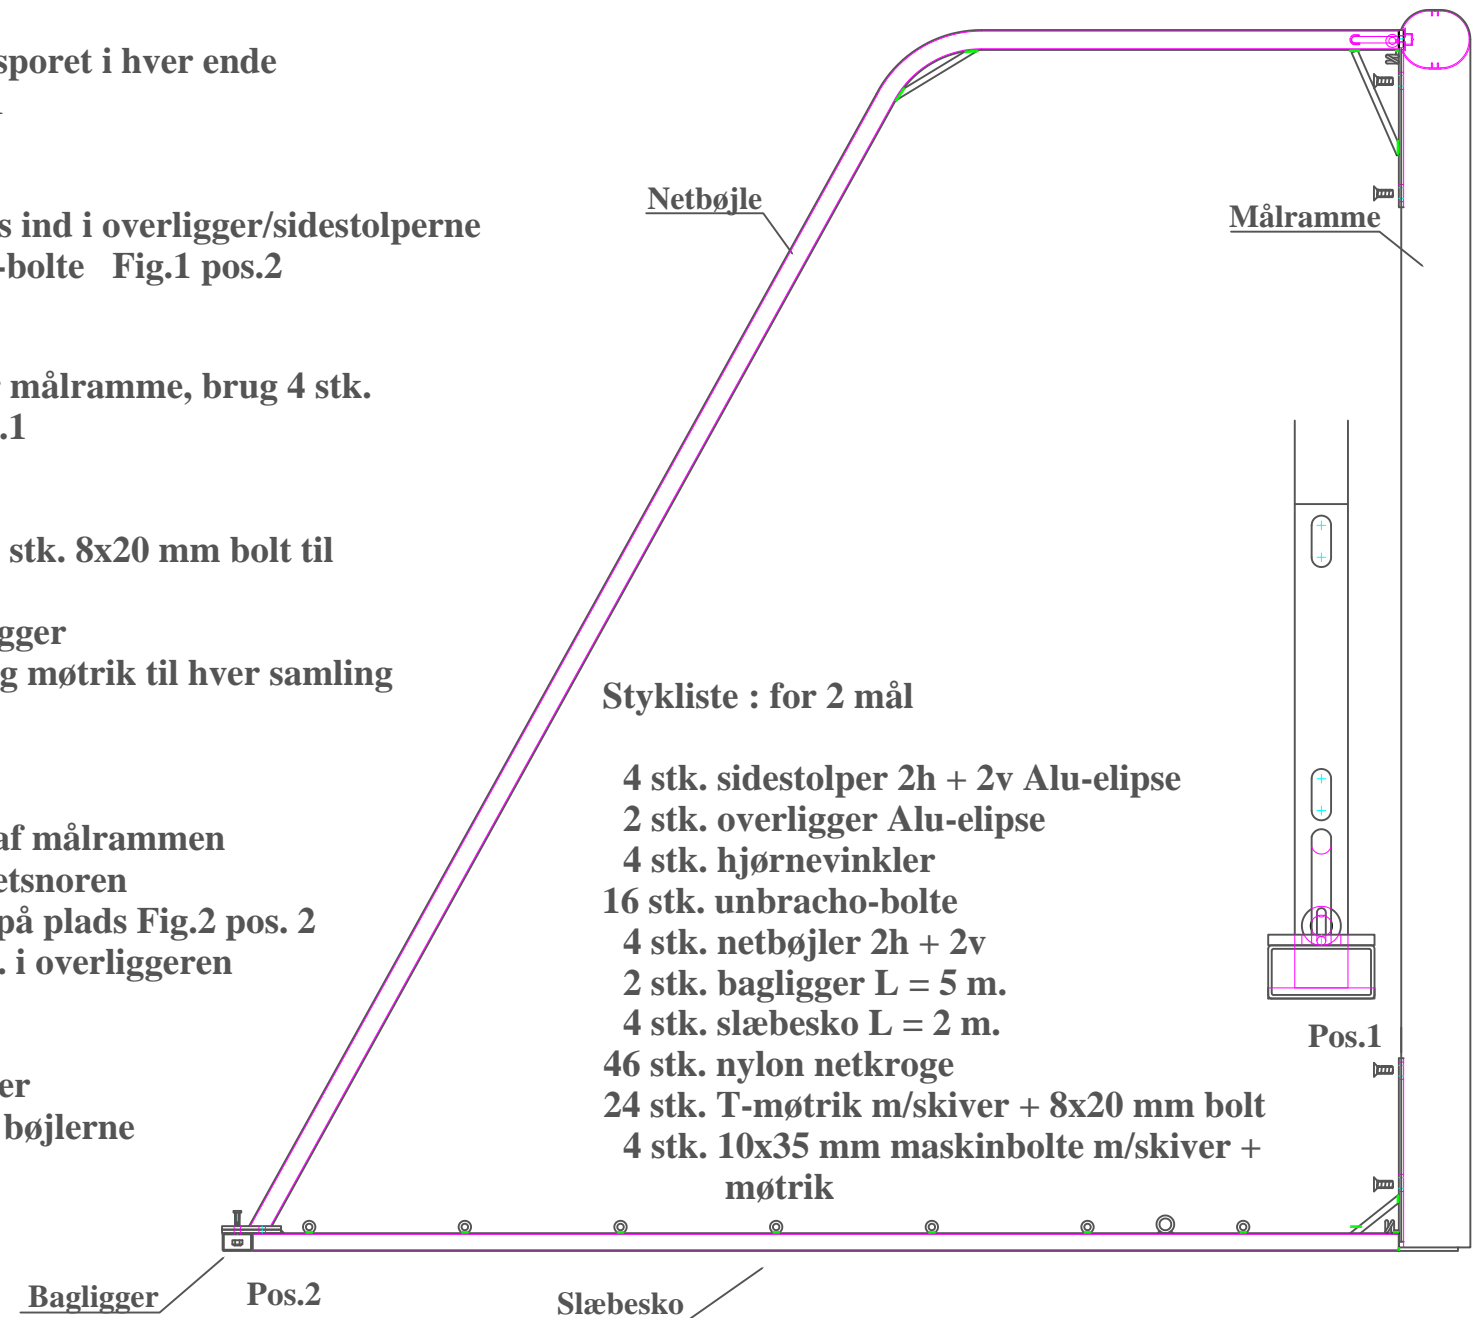 sporet i hver ende
s ind i overligger/sidestolperne
-bolte Fig.1 pos.2
målramme, brug 4 stk.
.1
stk. 8x20 mm bolt til
gger
g møtrik til hver samling
af målrammen
etsnoren
på plads Fig.2 pos. 2
. i overliggeren
er
bøjlerne
Netbøjle
Målramme
Stykliste : for 2 mål
4 stk. sidestolper 2h + 2v Alu-elipse
2 stk. overligger Alu-elipse
4 stk. hjørnevinkler
16 stk. unbracho-bolte
4 stk. netbøjler 2h + 2v
2 stk. bagligger L = 5 m.
4 stk. slæbesko L = 2 m.
46 stk. nylon netkroge
24 stk. T-møtrik m/skiver + 8x20 mm bolt
4 stk. 10x35 mm maskinbolte m/skiver +
møtrik
Pos.1
Bagligger
Pos.2
Slæbesko